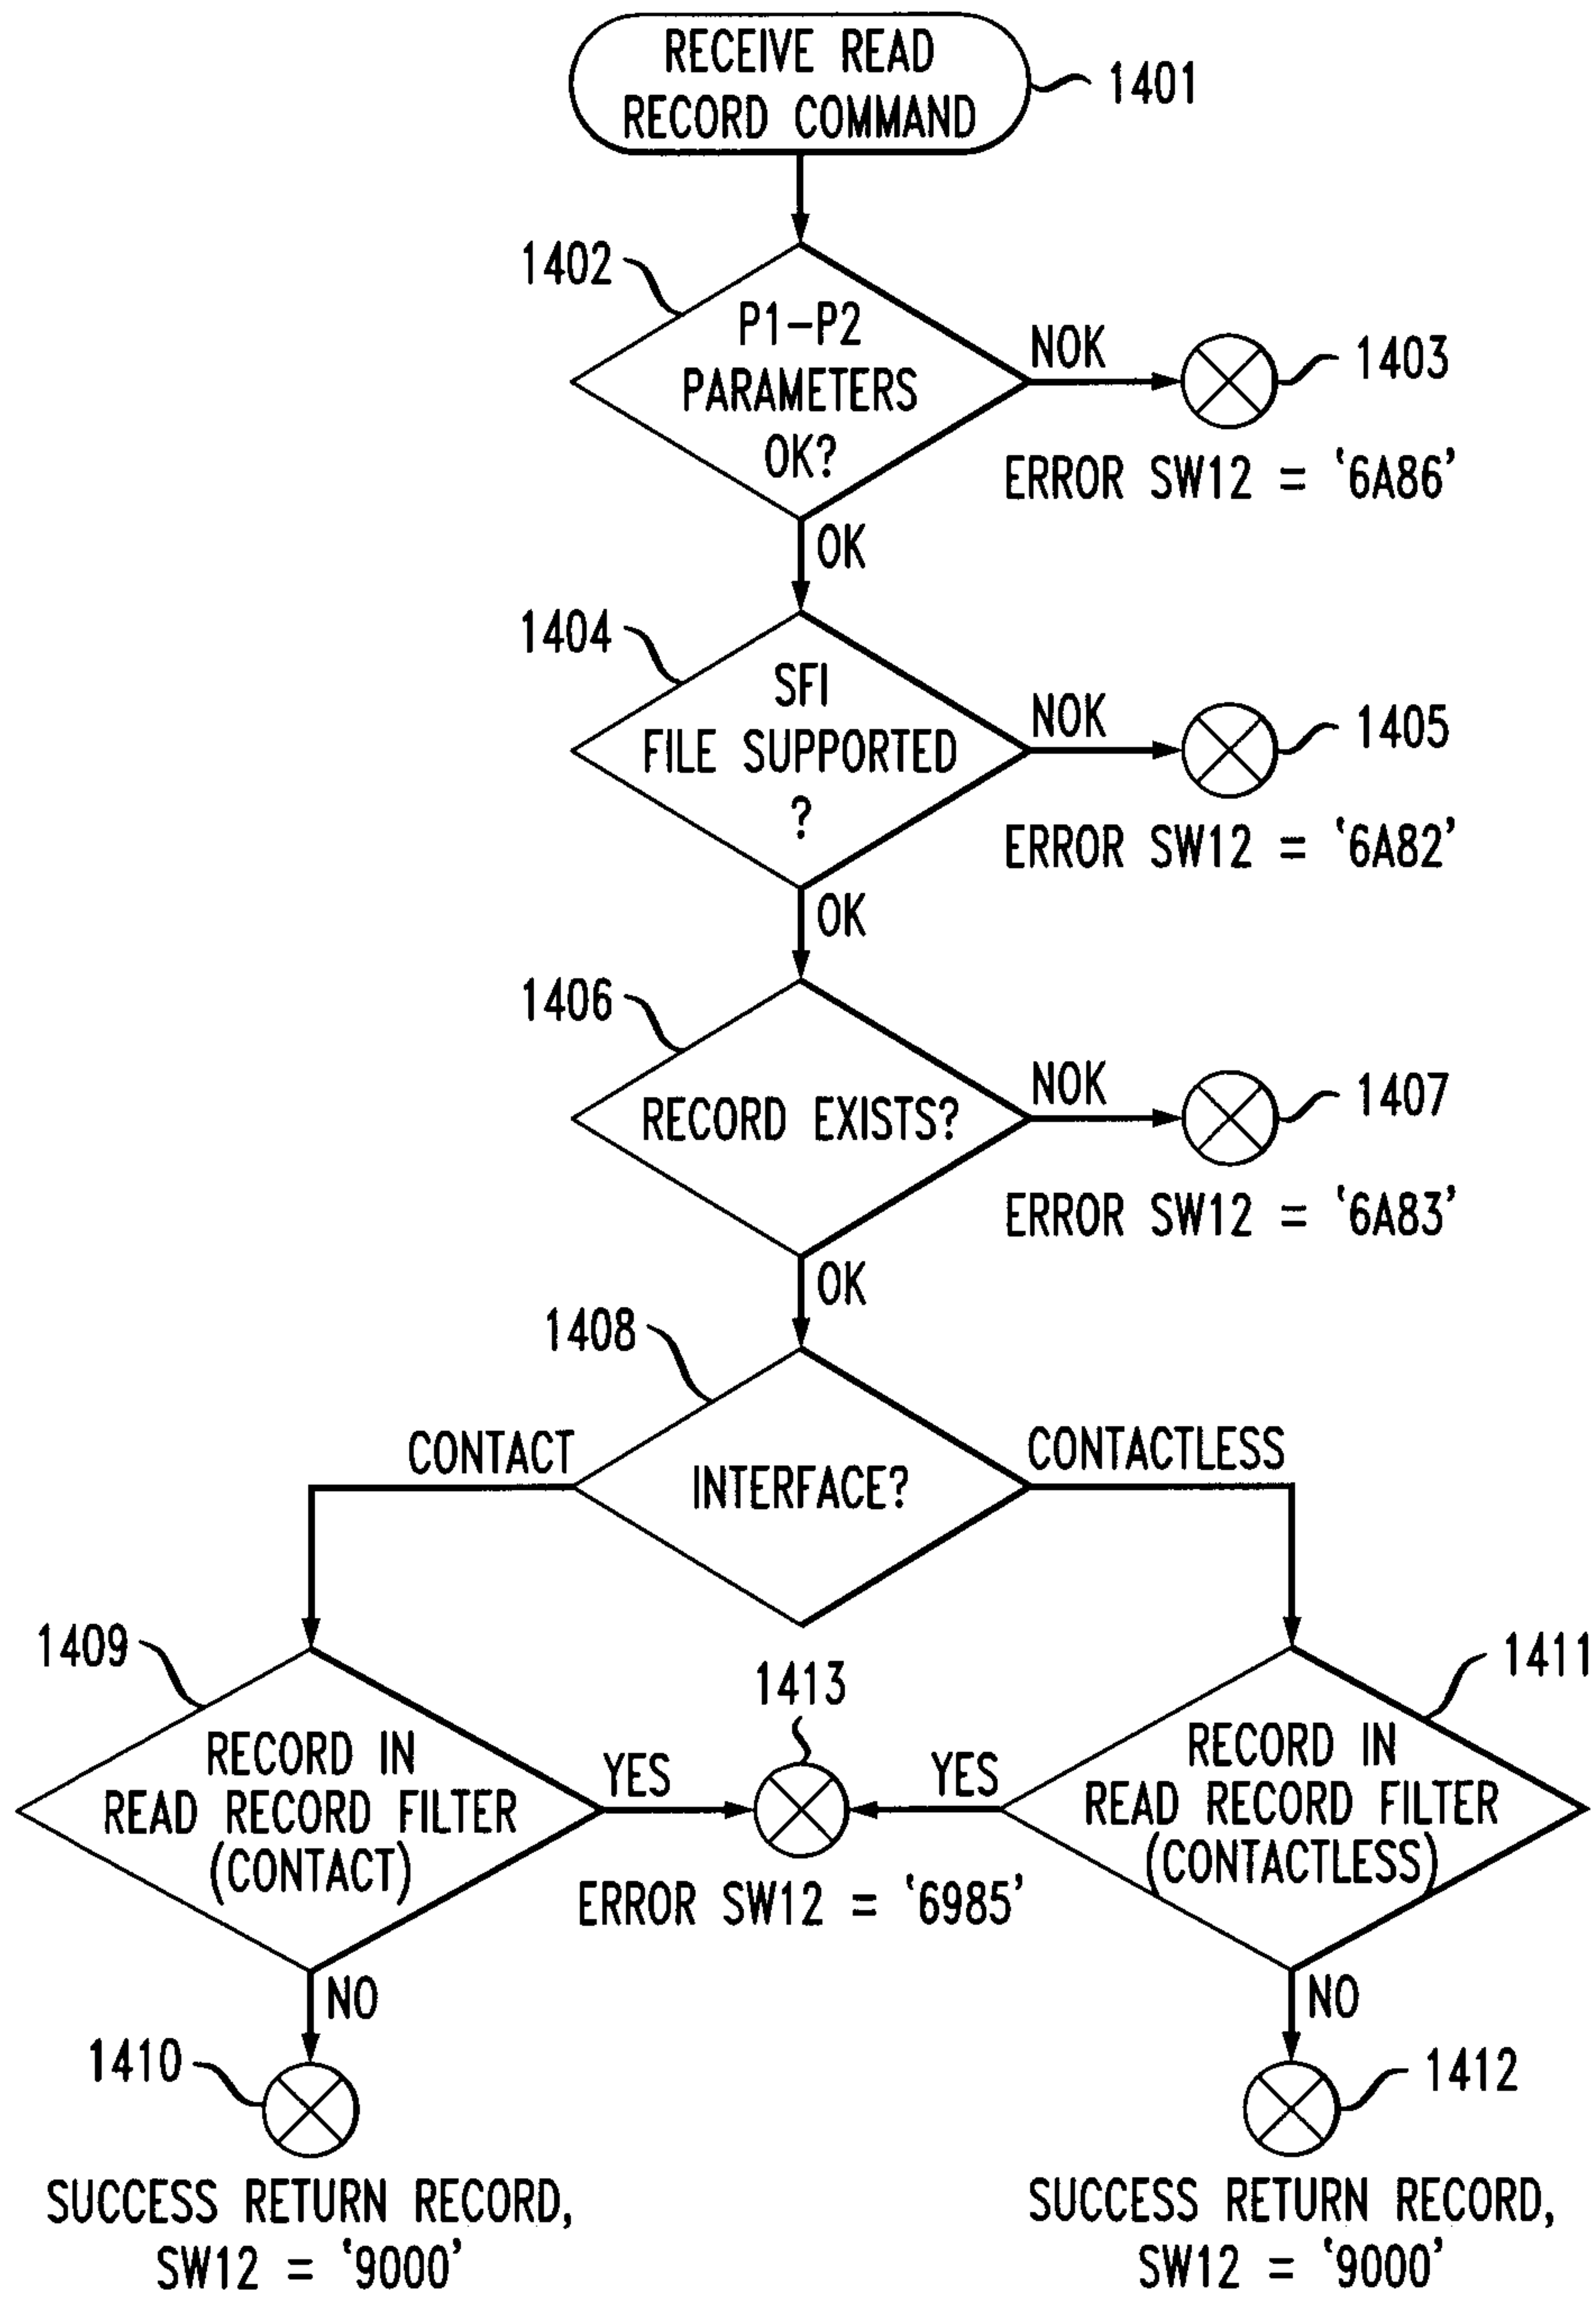 RECEIVE READ
RECORD COMMAND
1401
1402
P1-P2
PARAMETERS
OK?
NOK
1403
ERROR SW12 = ‘6A86’
OK
1404
SFI
FILE SUPPORTED
?
NOK
1405
ERROR SW12 = ‘6A82’
OK
1406
RECORD EXISTS?
NOK
1407
ERROR SW12 = ‘6A83’
OK
1408
INTERFACE?
CONTACT
CONTACTLESS
1409
RECORD IN
READ RECORD FILTER
(CONTACT)
YES
1413
ERROR SW12 = ‘6985’
YES
1411
RECORD IN
READ RECORD FILTER
(CONTACTLESS)
NO
1410
SUCCESS RETURN RECORD,
SW12 = ‘9000’
NO
1412
SUCCESS RETURN RECORD,
SW12 = ‘9000’